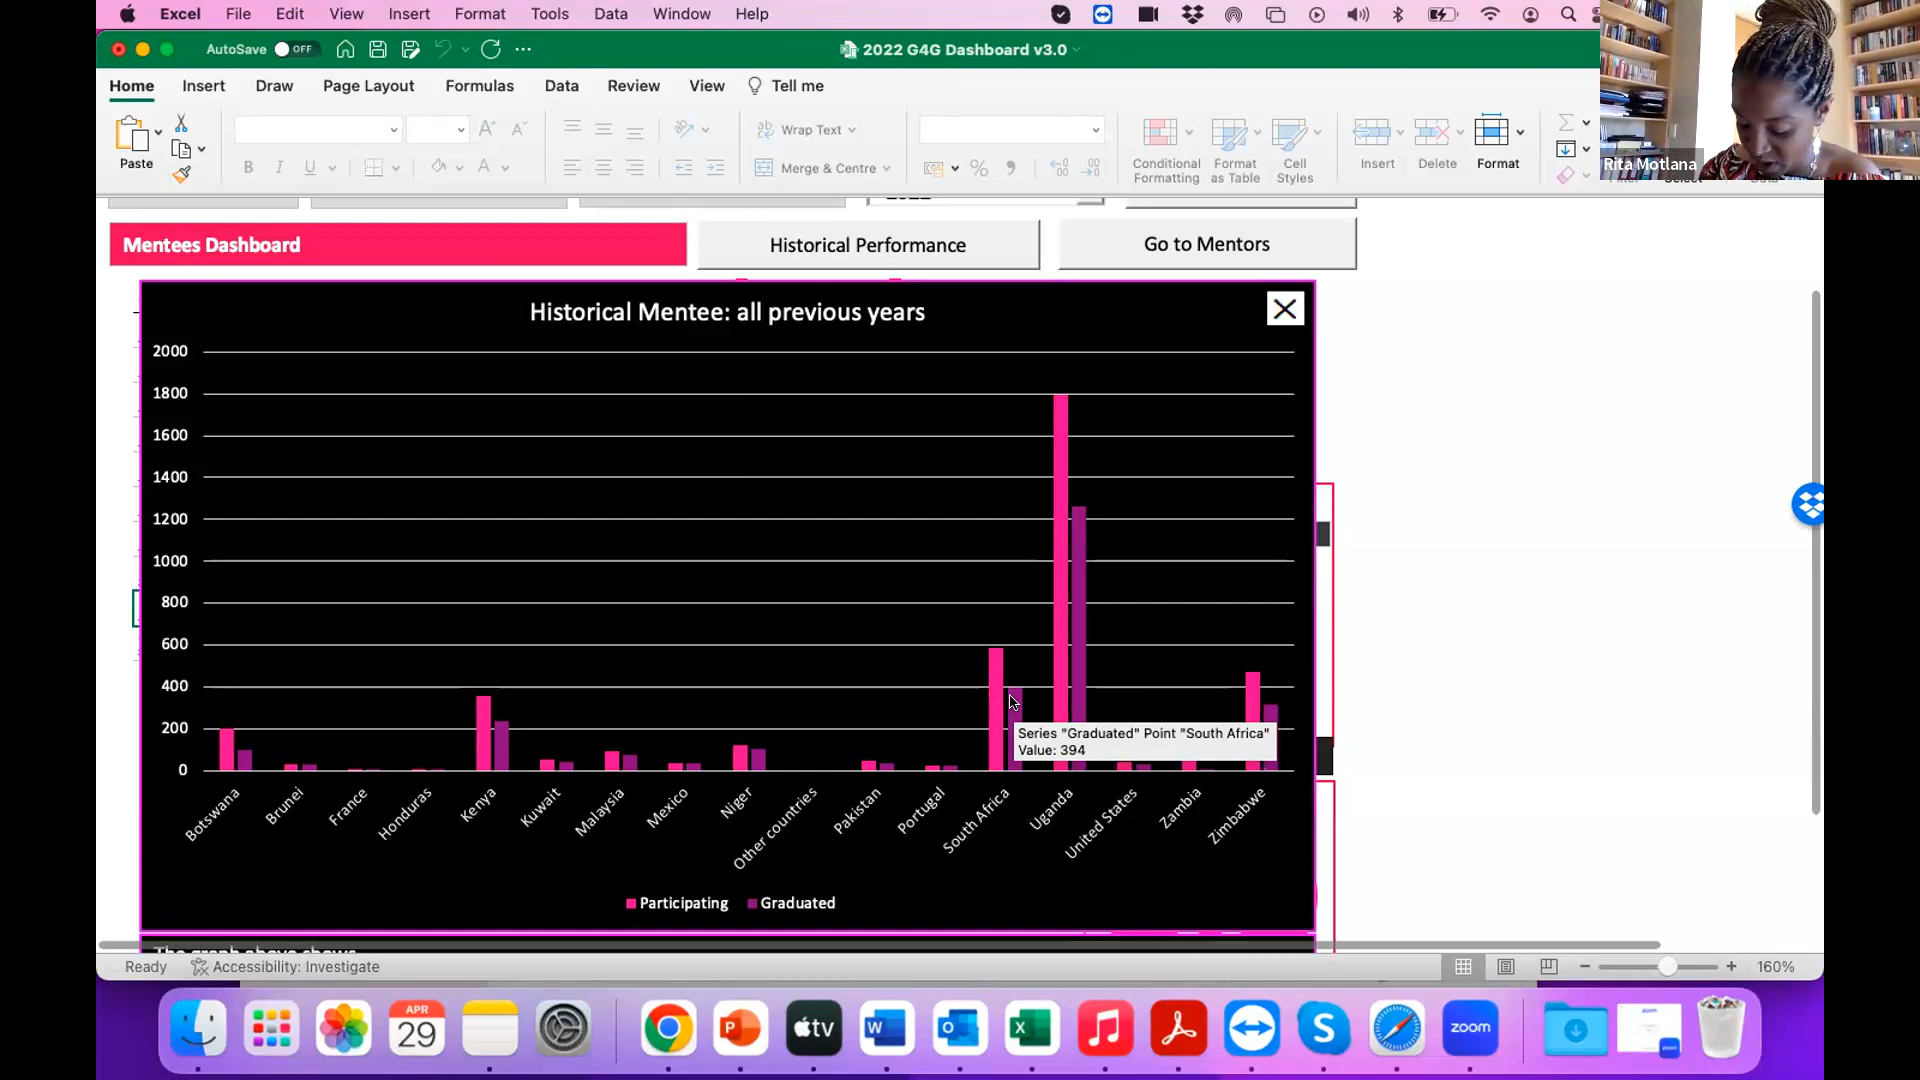 Excel File Edit View Insert Format Tools Data Window Help
AutoSave OFF
2022 G4G Dashboard v3.0
Home Insert Draw Page Layout Formulas Data Review View Tell me
Paste
B I U
A
Wrap Text
Merge & Centre
Conditional Formatting
Format as Table
Cell Styles
Insert
Delete
Format
Rita Motlana
Mentees Dashboard
Historical Performance
Go to Mentors
Historical Mentee: all previous years
2000
1800
1600
1400
1200
1000
800
600
400
200
0
Series "Graduated" Point "South Africa"
Value: 394
Botswana
Brunei
France
Honduras
Kenya
Kuwait
Malaysia
Mexico
Niger
Other countries
Pakistan
Portugal
South Africa
Uganda
United States
Zambia
Zimbabwe
Participating Graduated
Ready Accessibility: Investigate
160%
APR
29
P
tv
W
O
X
S
zoom